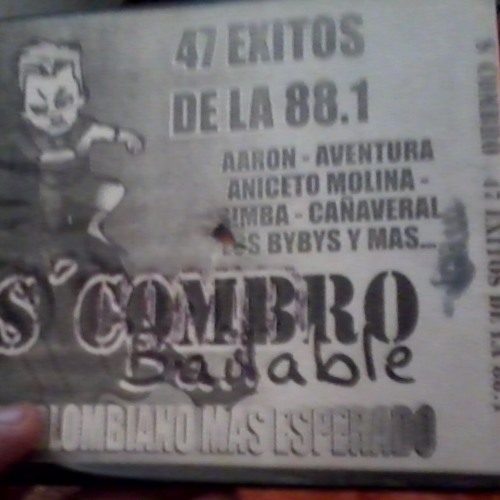 47 EXITOS
DE LA 88.1
AARON - AVENTURA
ANICETO MOLINA -
- CAÑAVERAL
BYBYS Y MAS...
S´COMBRO
Bailable
MAS ESPERADO